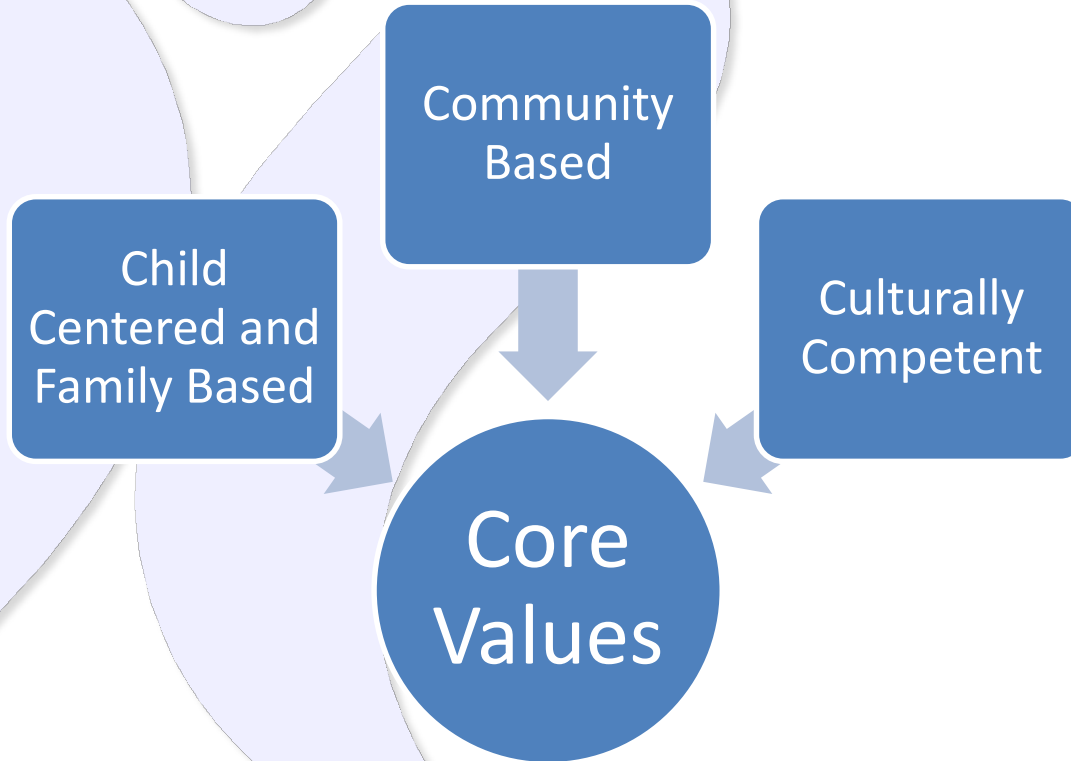 Community
Based
Child
Centered and
Family Based
Culturally
Competent
Core
Values